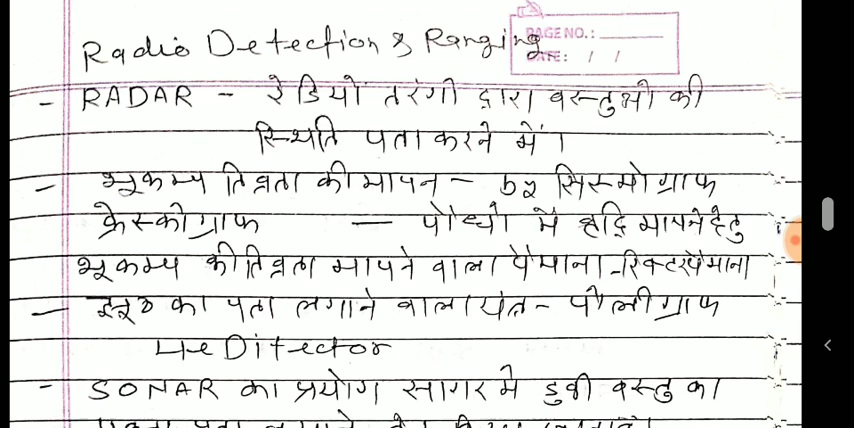 Radio Detection & Ranging
PAGE NO.:
DATE: / /
- RADAR - रेडियों तरंगो द्वारा वस्तुओ की
स्थिति पता करने में।
- भूकम्प तिव्रता की मापन - सिस्मोग्राफ
क्रेस्कोग्राफ — पौधो में वृद्दि मापने हेतु
भूकम्प की तिव्रता मापने वाला पैमाना - रिक्टर पैमाना
- का पता लगाने वाला यंत्र - पौलीग्राफ
Lie Ditector
- SONAR का प्रयोग सागर मे डुबी वस्तु का